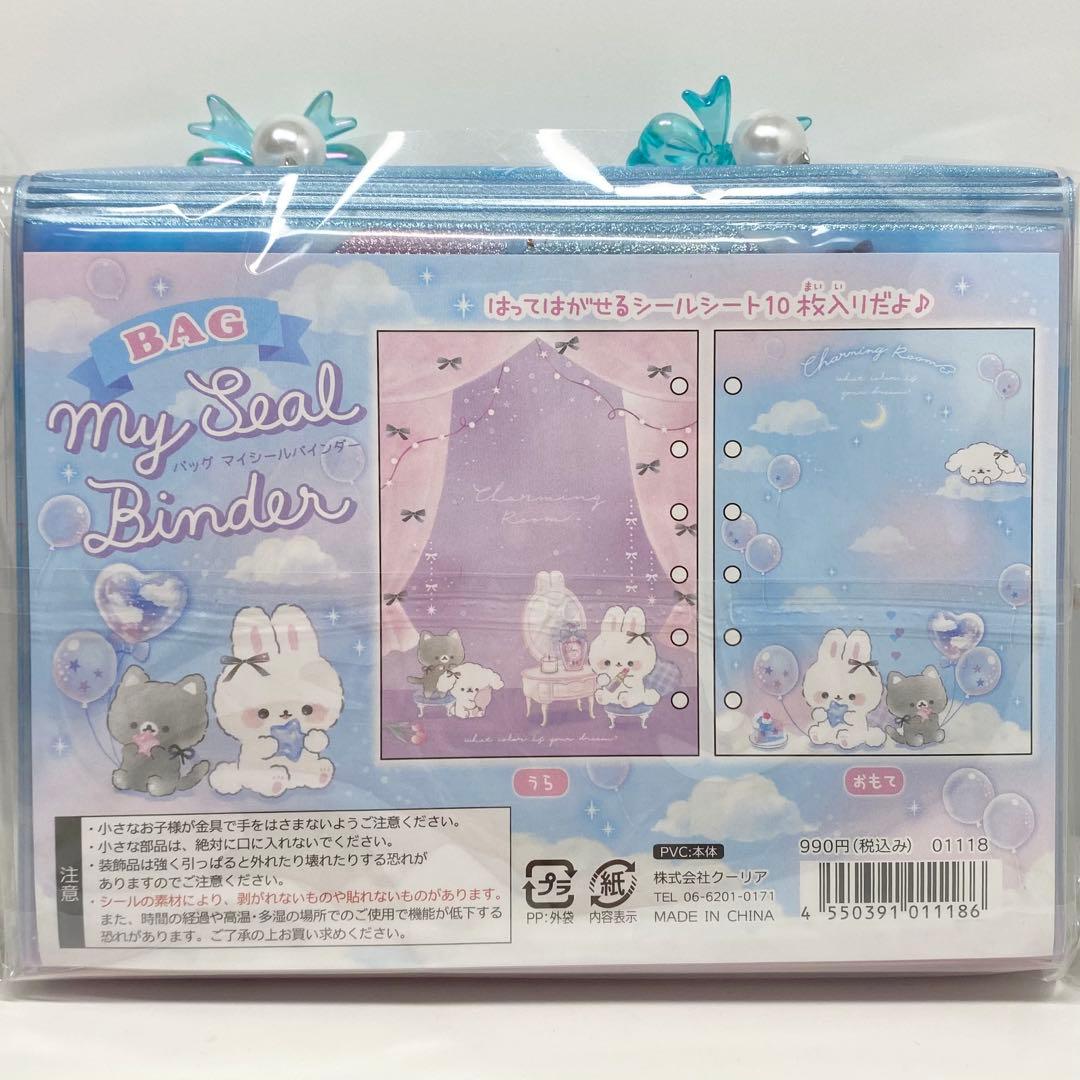 BAG
My Seal
バッグ マイシールバインダー
Binder
はってはがせるシールシート10枚入りだよ♪
まい い
Charming
Room
what color is your dream?
うら
Charming Room
what color is
your dream?
おもて
注意
・小さなお子様が金具で手をはさまないようご注意ください。
・小さな部品は、絶対に口に入れないでください。
・装飾品は強く引っぱると外れたり壊れたりする恐れが
ありますのでご注意ください。
・シールの素材により、剥がれないものや貼れないものがあります。
また、時間の経過や高温・多湿の場所でのご使用で機能が低下する
恐れがあります。ご了承の上お買い求めください。
プラ
PP:外袋
紙
内容表示
PVC:本体
株式会社クーリア
TEL 06-6201-0171
MADE IN CHINA
990円(税込み) 01118
4 550391 011186